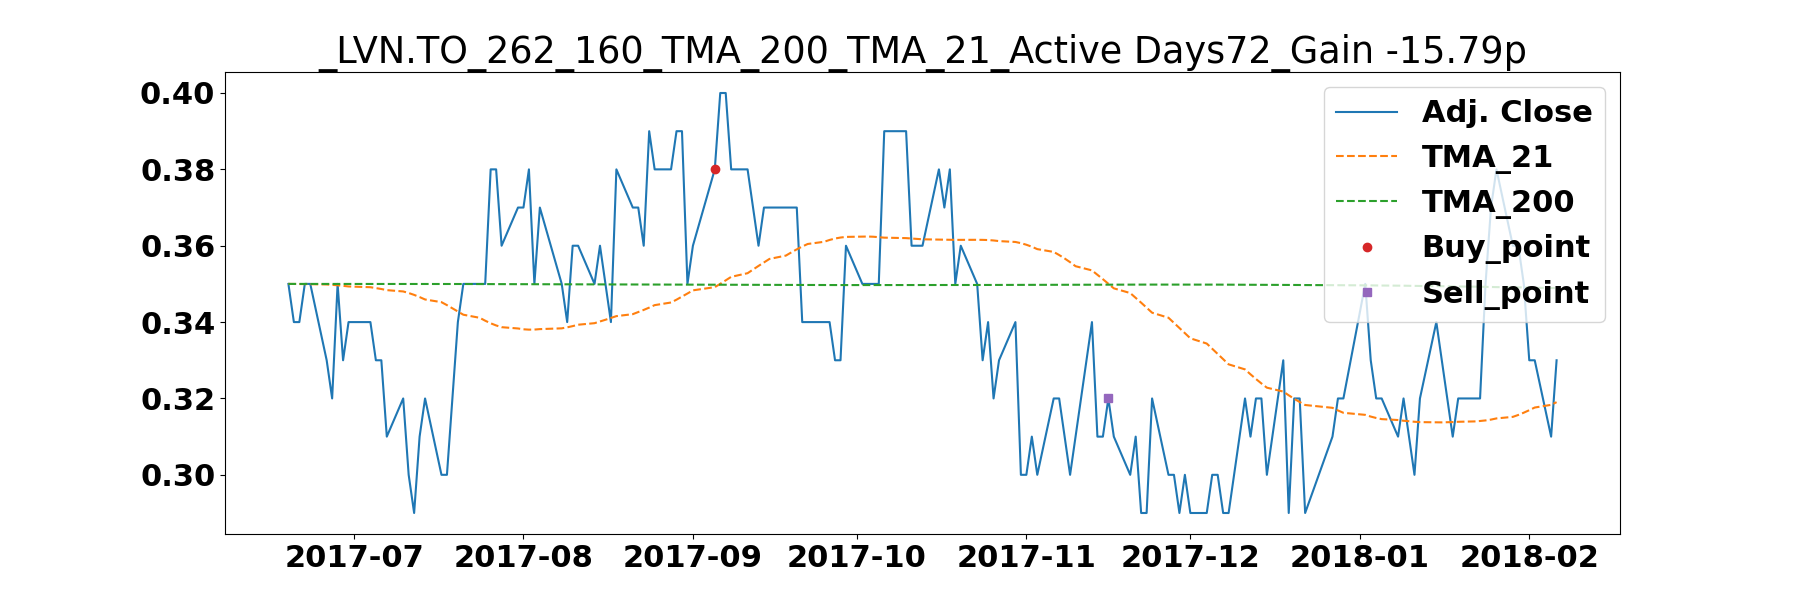 _LVN.TO_262_160_TMA_200_TMA_21_Active Days72_Gain -15.79p
0.40
0.38
0.36
0.34
0.32
0.30
Adj. Close
TMA_21
TMA_200
Buy_point
Sell_point
2017-07 2017-08 2017-09 2017-10 2017-11 2017-12 2018-01 2018-02